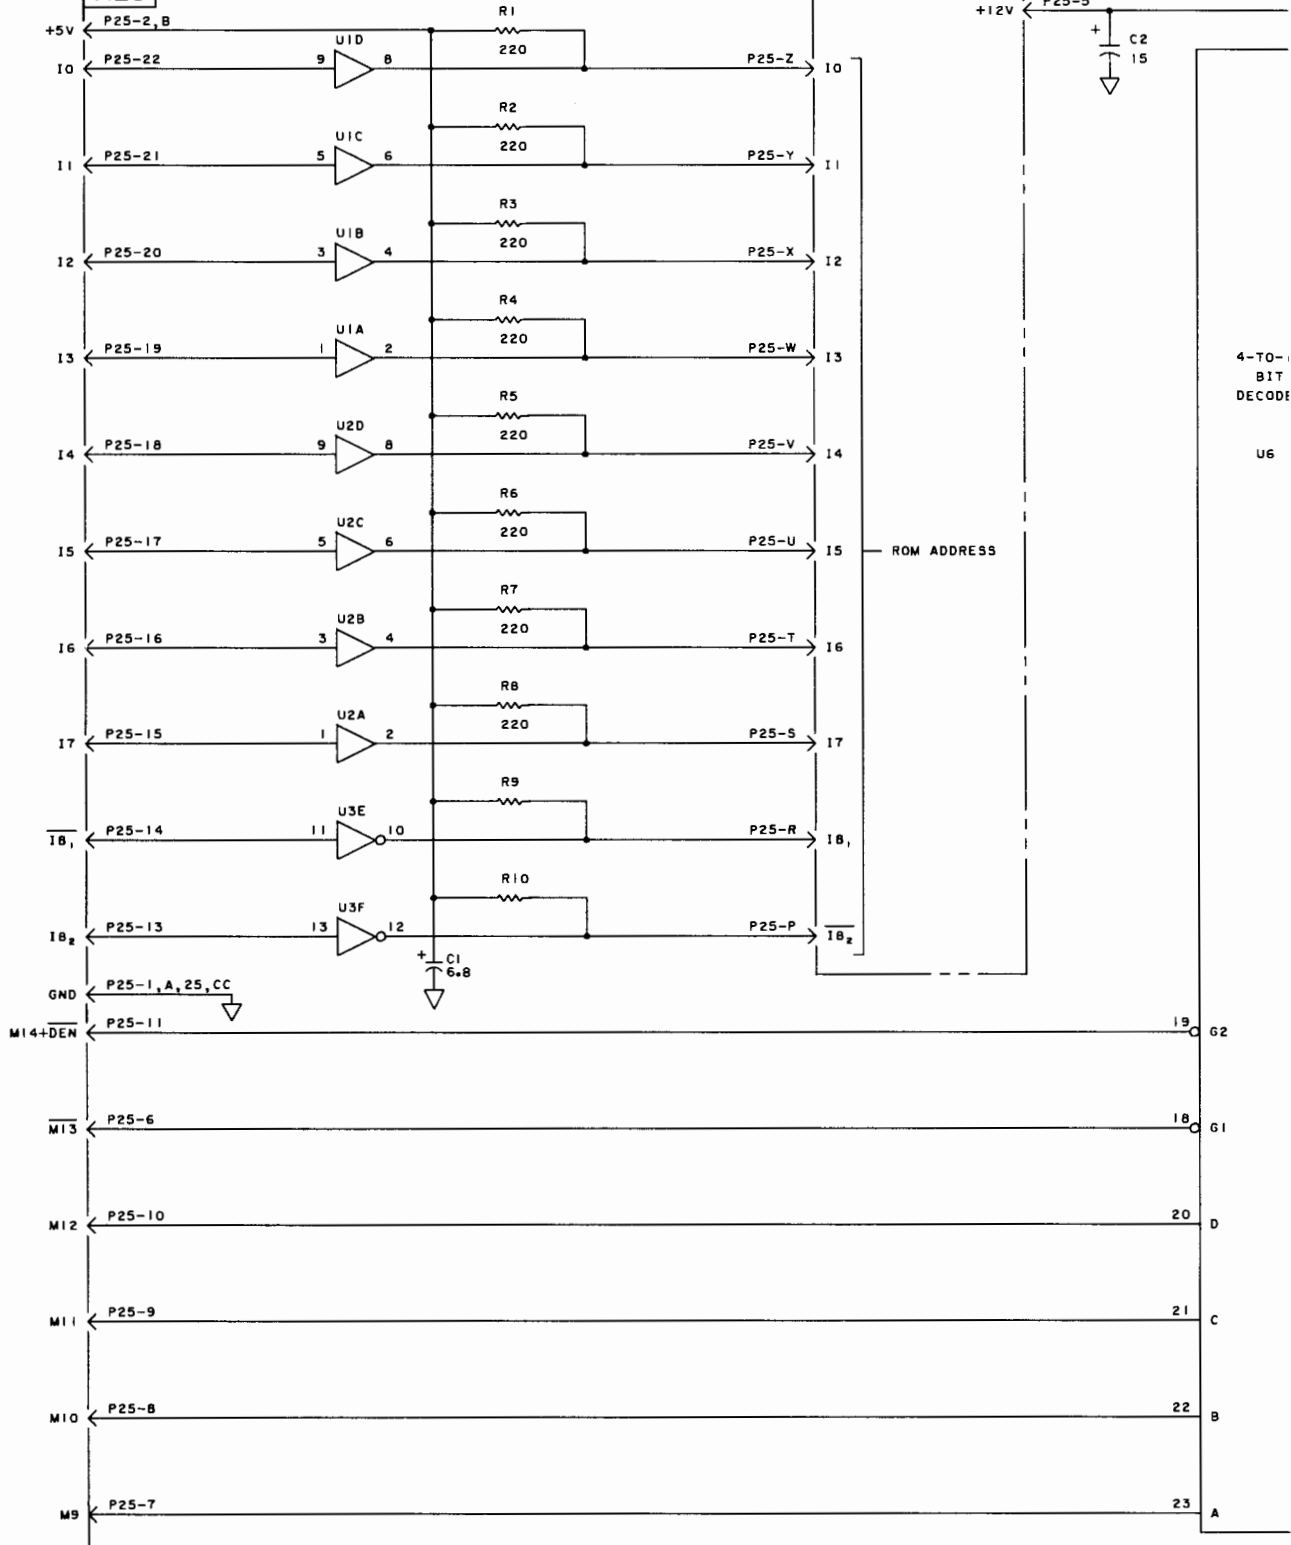 P25-5
+12V
+ C2
15
P25-2,B
+5V
R1
220
I0 P25-22 9 U1D 8 P25-Z I0
R2
220
I1 P25-21 5 U1C 6 P25-Y I1
R3
220
I2 P25-20 3 U1B 4 P25-X I2
R4
220
I3 P25-19 1 U1A 2 P25-W I3
R5
220
I4 P25-18 9 U2D 8 P25-V I4
R6
220
I5 P25-17 5 U2C 6 P25-U I5
ROM ADDRESS
R7
220
I6 P25-16 3 U2B 4 P25-T I6
R8
220
I7 P25-15 1 U2A 2 P25-S I7
R9
I8₁ P25-14 11 U3E 10 P25-R I8₁
R10
I8₂ P25-13 13 U3F 12 P25-P I8₂
+ C1
6.8
GND P25-1,A,25,CC
M14+DEN P25-11 19 G2
M13 P25-6 18 G1
M12 P25-10 20 D
M11 P25-9 21 C
M10 P25-8 22 B
M9 P25-7 23 A
4-TO-
BIT
DECODE
U6